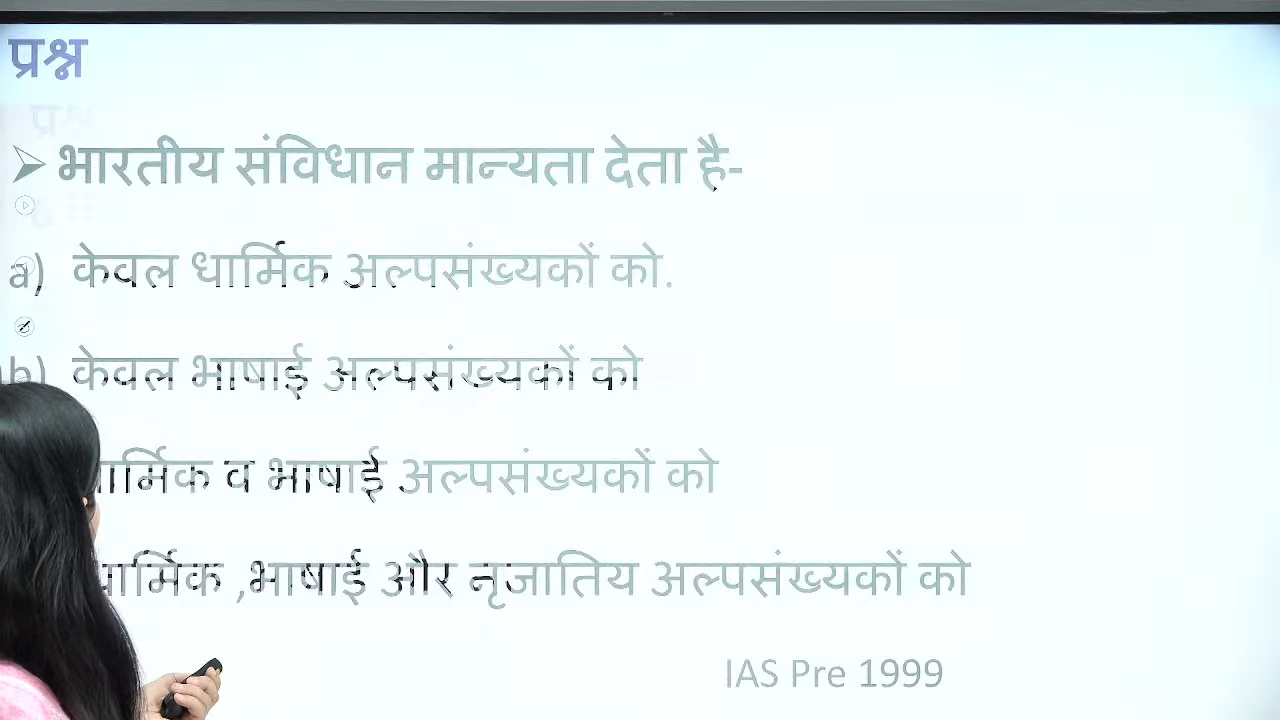 प्रश्न
भारतीय संविधान मान्यता देता है-
a) केवल धार्मिक अल्पसंख्यकों को.
b) केवल भाषाई अल्पसंख्यकों को
व भाषाई अल्पसंख्यकों को
,भाषाई और नृजातिय अल्पसंख्यकों को
IAS Pre 1999